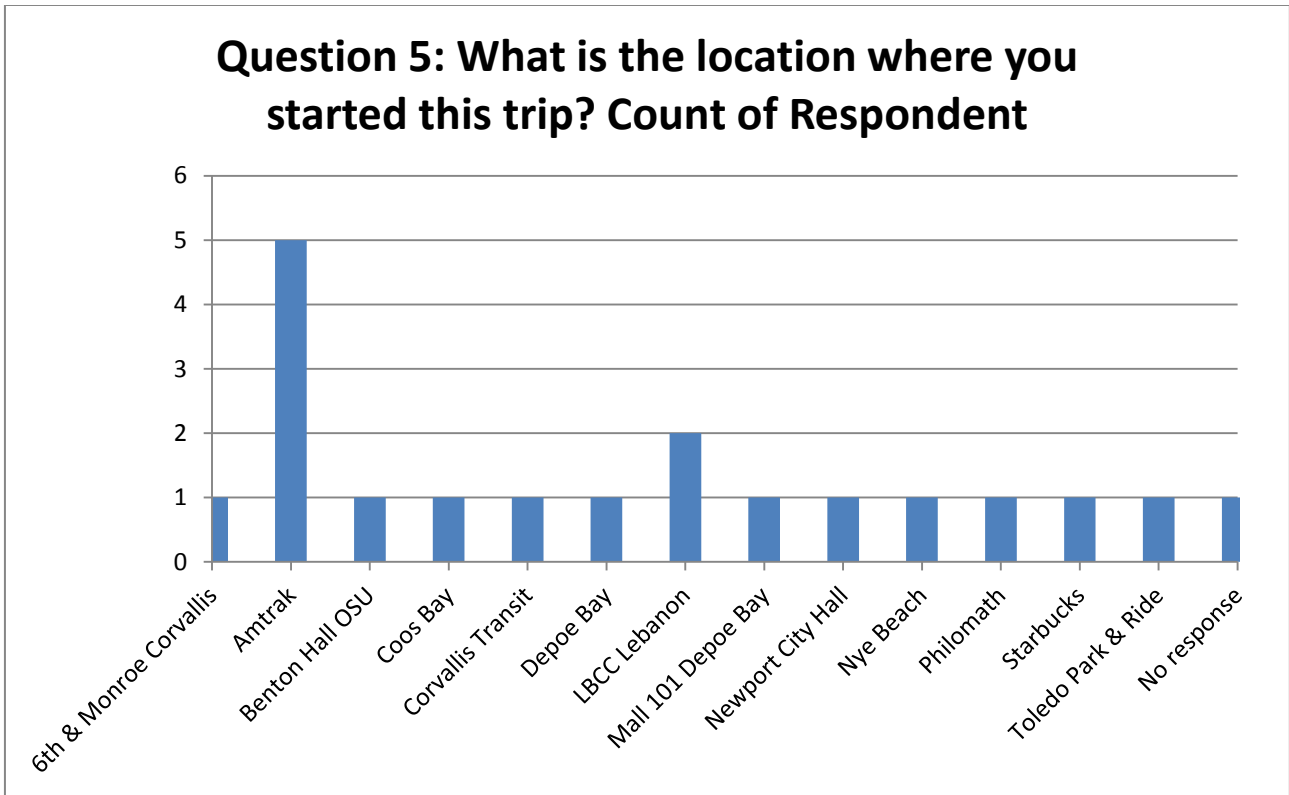 Question 5: What is the location where you
started this trip? Count of Respondent
6
5
4
3
2
1
0
6th & Monroe Corvallis
Amtrak
Benton Hall OSU
Coos Bay
Corvallis Transit
Depoe Bay
LBCC Lebanon
Mall 101 Depoe Bay
Newport City Hall
Nye Beach
Philomath
Starbucks
Toledo Park & Ride
No response